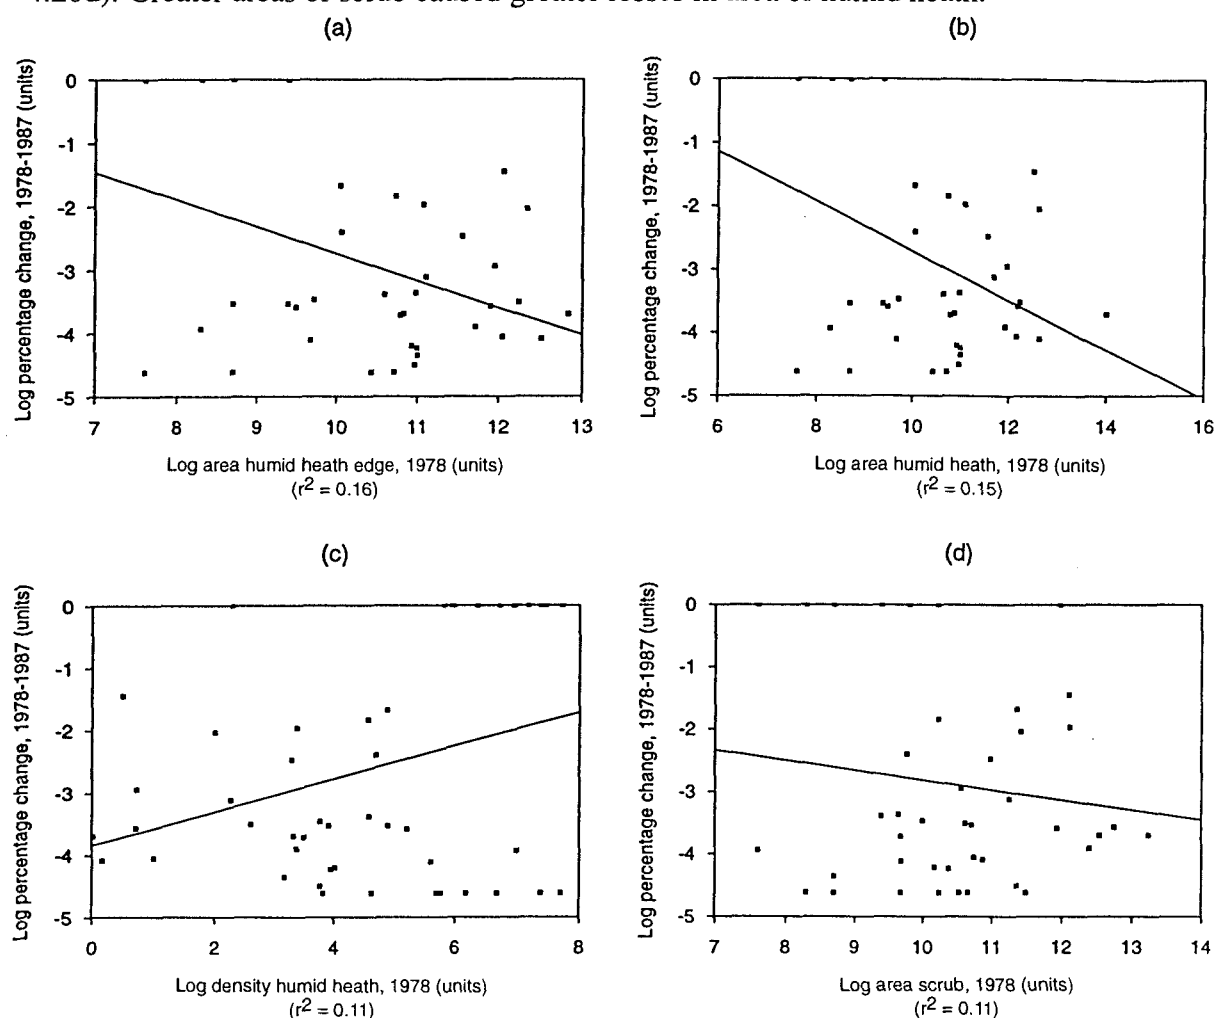 4.20d). Greater areas of scrub caused greater losses in area of humid heath.
(a)
Log percentage change, 1978-1987 (units)
0
-1
-2
-3
-4
-5
7 8 9 10 11 12 13
Log area humid heath edge, 1978 (units)
(r2 = 0.16)
(b)
Log percentage change, 1978-1987 (units)
0
-1
-2
-3
-4
-5
6 8 10 12 14 16
Log area humid heath, 1978 (units)
(r2 = 0.15)
(c)
Log percentage change, 1978-1987 (units)
0
-1
-2
-3
-4
-5
0 2 4 6 8
Log density humid heath, 1978 (units)
(r2 = 0.11)
(d)
Log percentage change, 1978-1987 (units)
0
-1
-2
-3
-4
-5
7 8 9 10 11 12 13 14
Log area scrub, 1978 (units)
(r2 = 0.11)